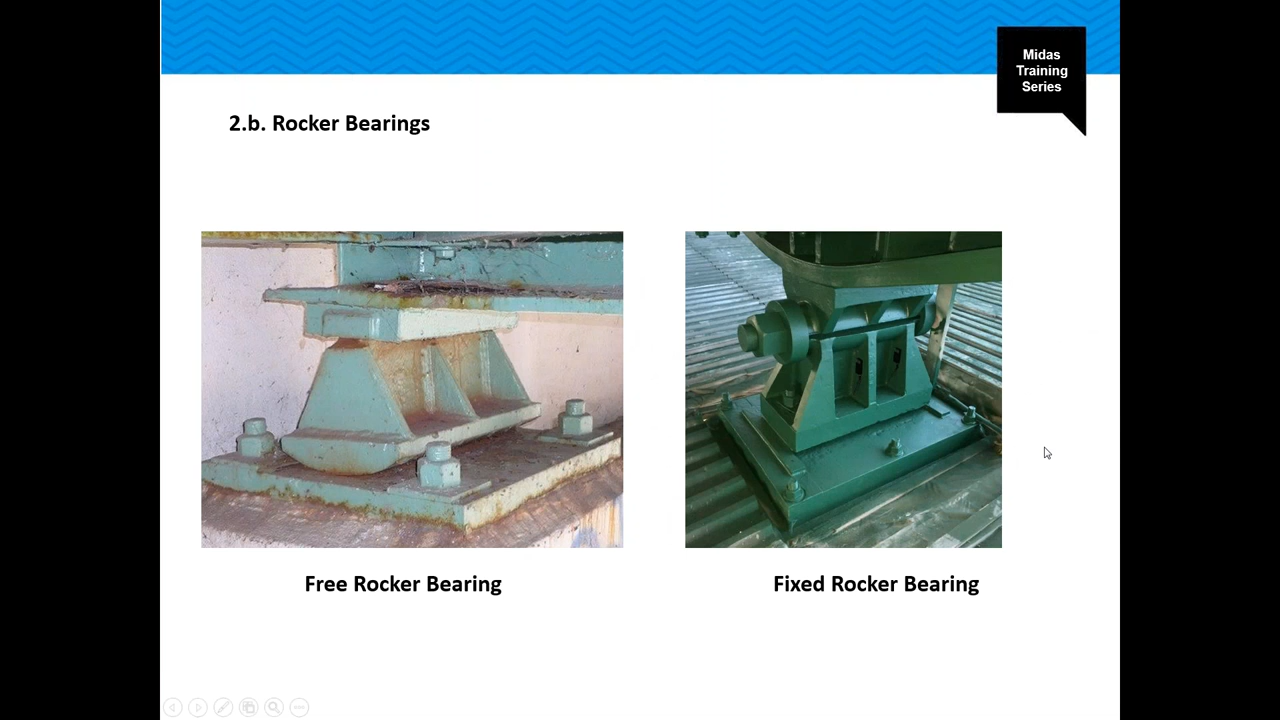 Midas
Training
Series
2.b. Rocker Bearings
Free Rocker Bearing
Fixed Rocker Bearing